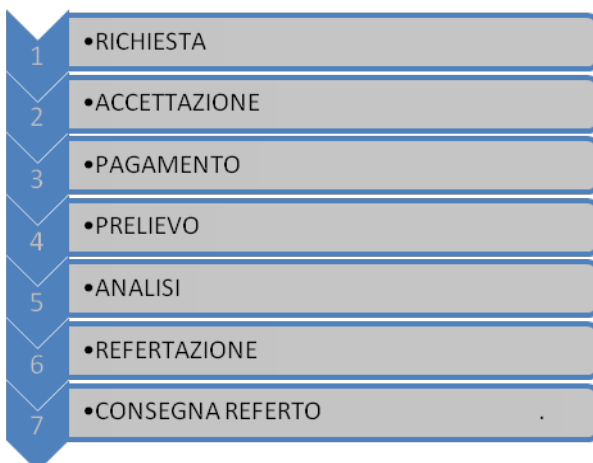 1 •RICHIESTA
2 •ACCETTAZIONE
3 •PAGAMENTO
4 •PRELIEVO
5 •ANALISI
6 •REFERTAZIONE
7 •CONSEGNA REFERTO .